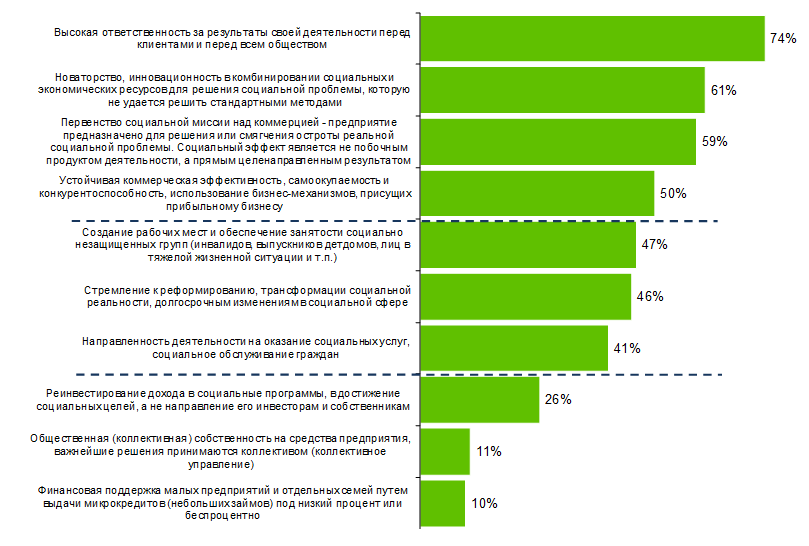 Высокая ответственность за результаты своей деятельности перед
клиентами и перед всем обществом
74%
Новаторство, инновационность в комбинировании социальных и
экономических ресурсов для решения социальной проблемы, которую
не удается решить стандартными методами
61%
Первенство социальной миссии над коммерцией - предприятие
предназначено для решения или смягчения остроты реальной
социальной проблемы. Социальный эффект является не побочным
продуктом деятельности, а прямым целенаправленным результатом
59%
Устойчивая коммерческая эффективность, самоокупаемость и
конкурентоспособность, использование бизнес-механизмов, присущих
прибыльному бизнесу
50%
Создание рабочих мест и обеспечение занятости социально
незащищенных групп (инвалидов, выпускников детдомов, лиц в
тяжелой жизненной ситуации и т.п.)
47%
Стремление к реформированию, трансформации социальной
реальности, долгосрочным изменениям в социальной сфере
46%
Направленность деятельности на оказание социальных услуг,
социальное обслуживание граждан
41%
Реинвестирование дохода в социальные программы, в достижение
социальных целей, а не направление его инвесторам и собственникам
26%
Общественная (коллективная) собственность на средства предприятия,
важнейшие решения принимаются коллективом (коллективное
управление)
11%
Финансовая поддержка малых предприятий и отдельных семей путем
выдачи микрокредитов (небольших займов) под низкий процент или
беспроцентно
10%